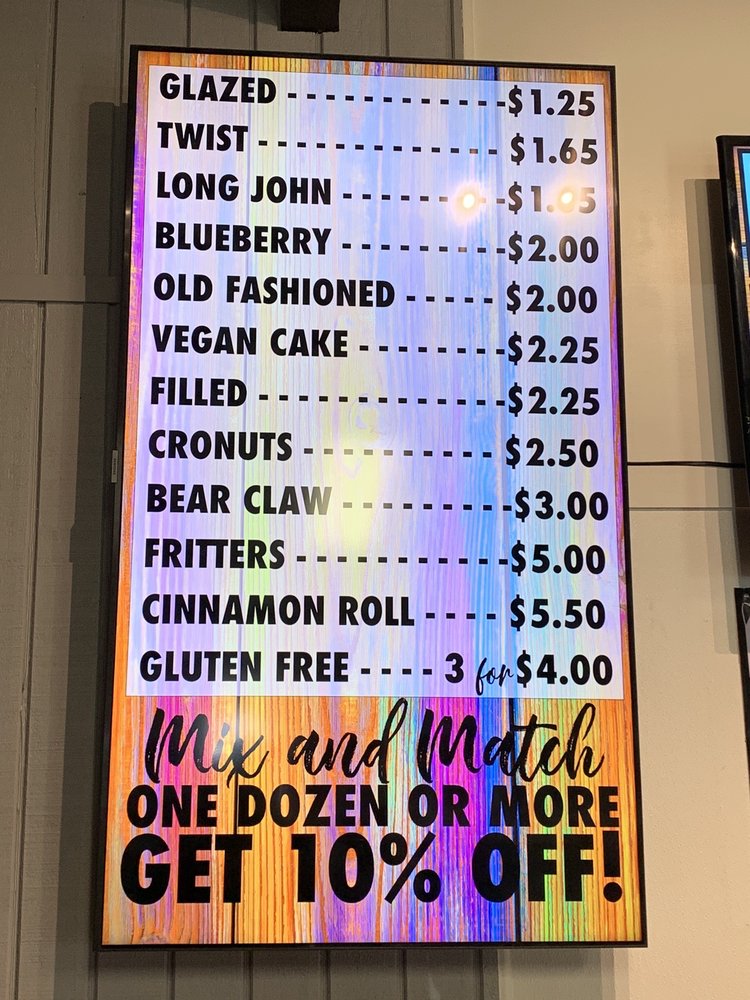 GLAZED - - - - - - - - - - - -$1.25
TWIST - - - - - - - - - - - - - $1.65
LONG JOHN - - - - - - - -
BLUEBERRY - - - - - - - - -$2.00
OLD FASHIONED - - - - - $2.00
VEGAN CAKE - - - - - - - -$2.25
FILLED - - - - - - - - - - - - -$2.25
CRONUTS - - - - - - - - - - $2.50
BEAR CLAW - - - - - - - - -$3.00
FRITTERS - - - - - - - - - - -$5.00
CINNAMON ROLL - - - - $5.50
GLUTEN FREE - - - - 3 for $4.00
Mix and Match
ONE DOZEN OR MORE
GET 10% OFF!